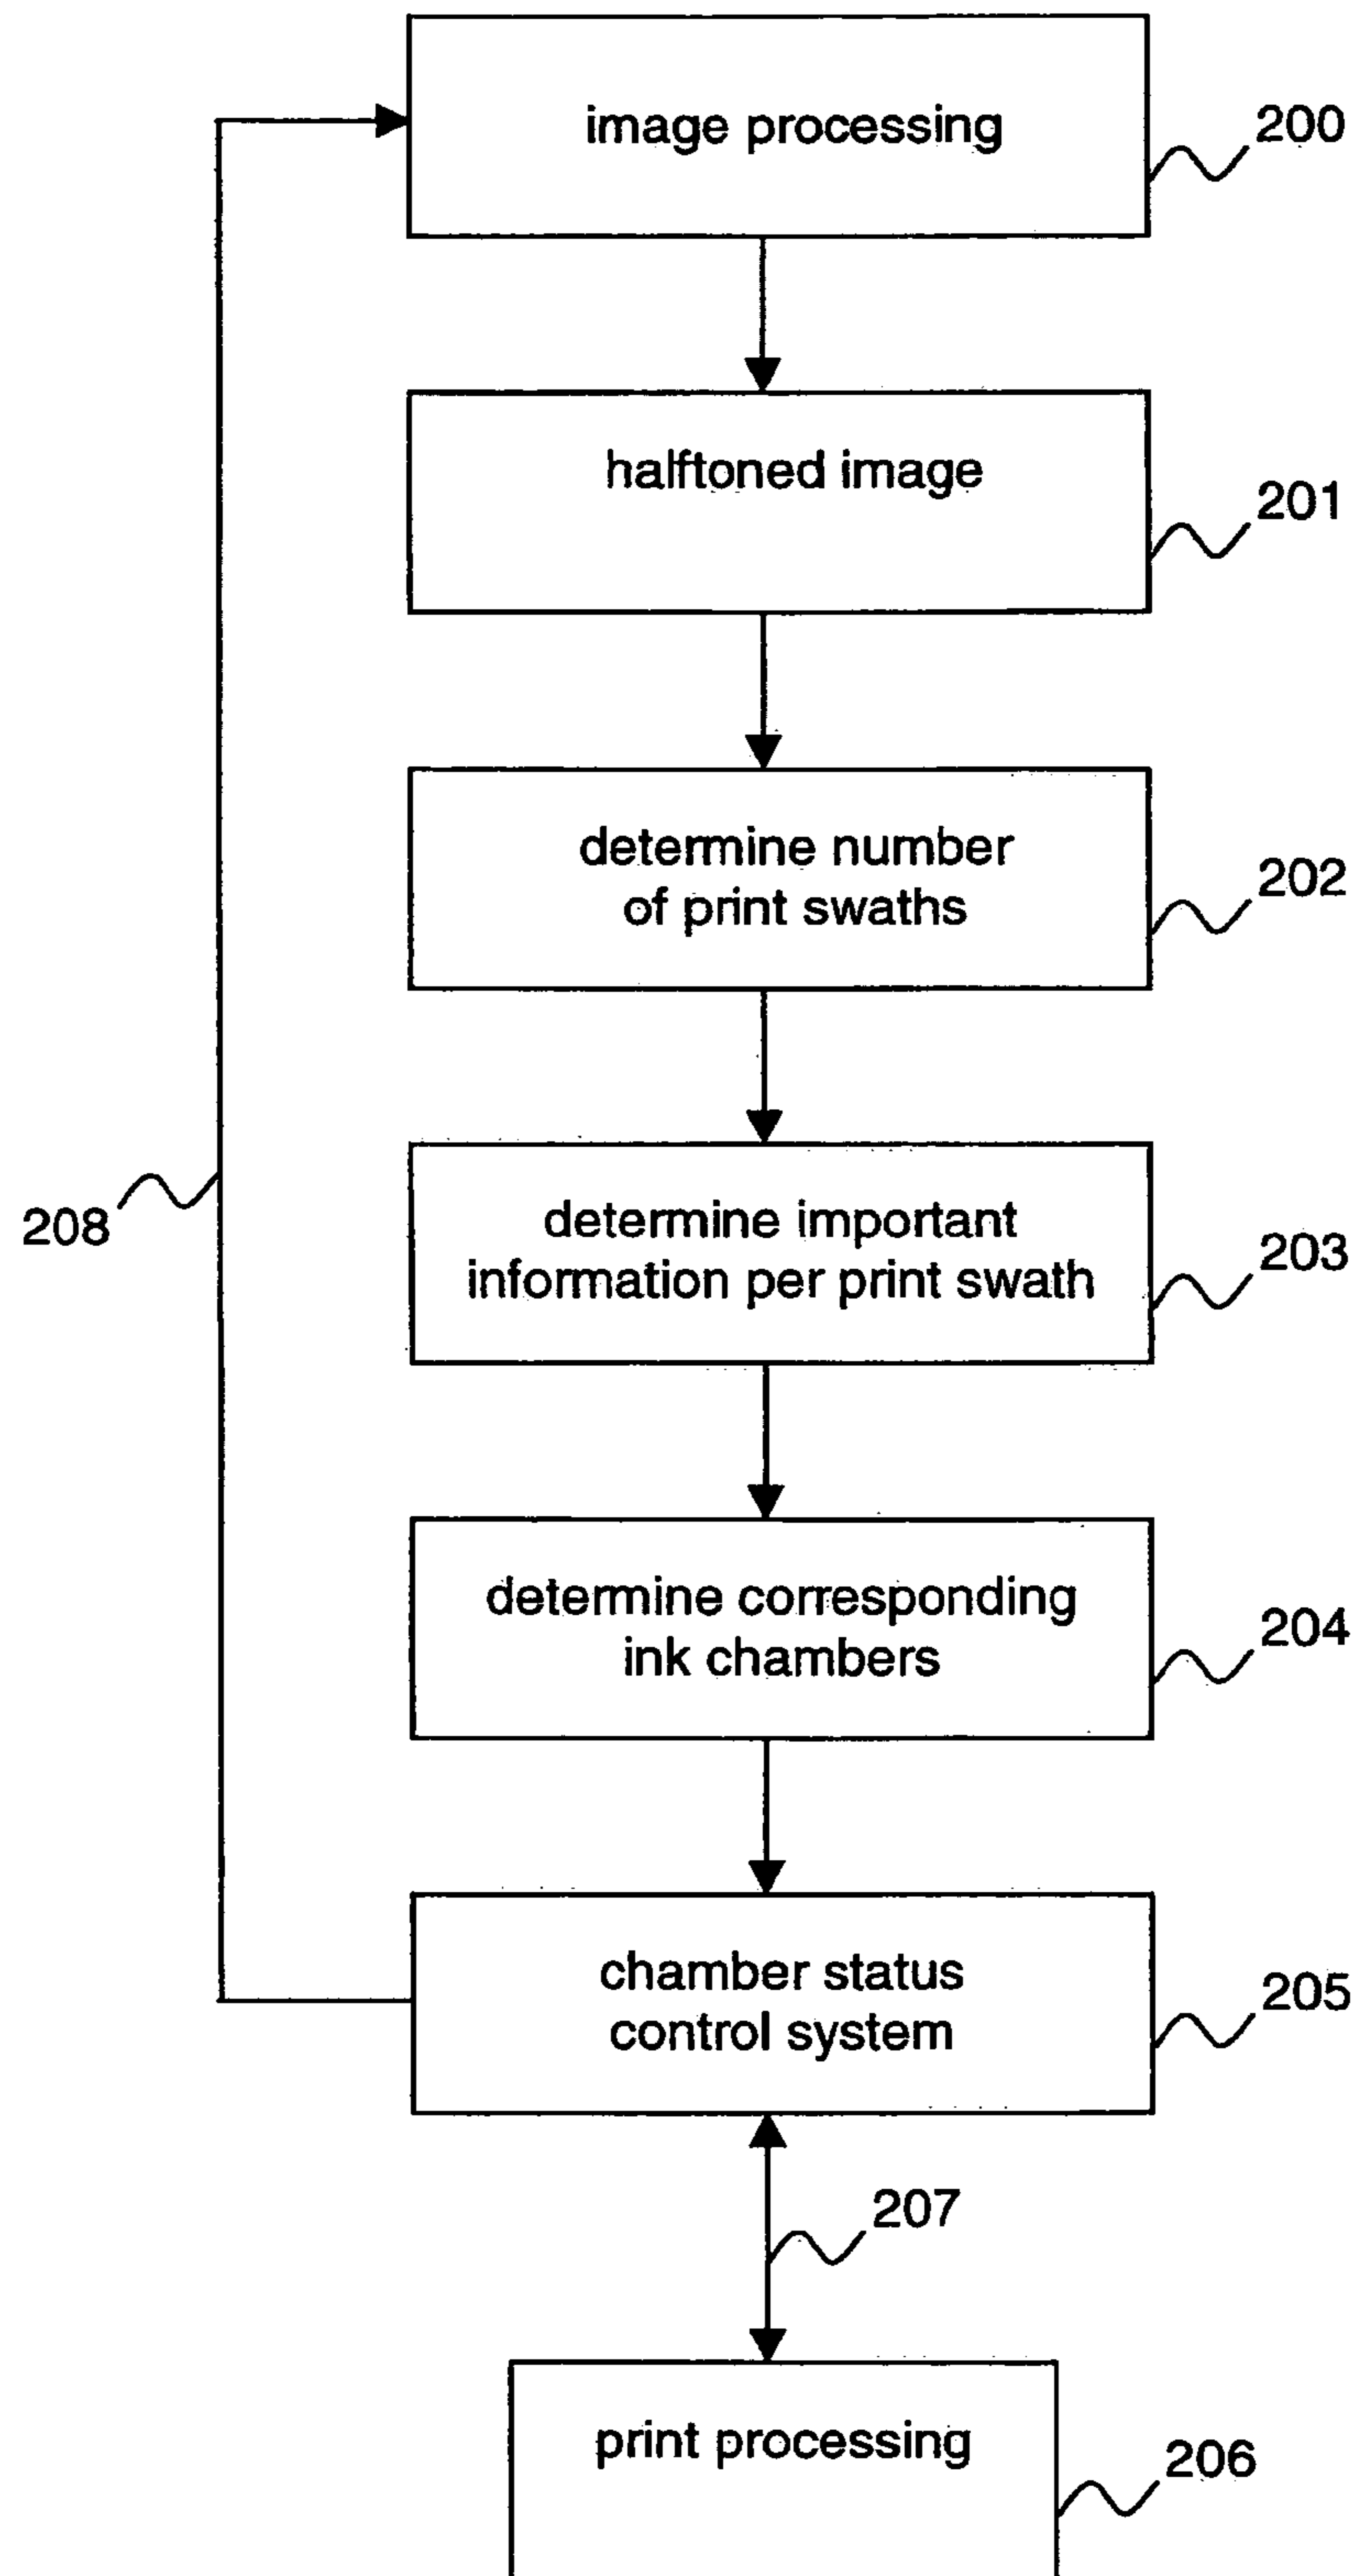 image processing
200
halftoned image
201
determine number
of print swaths
202
determine important
information per print swath
203
208
determine corresponding
ink chambers
204
chamber status
control system
205
207
print processing
206